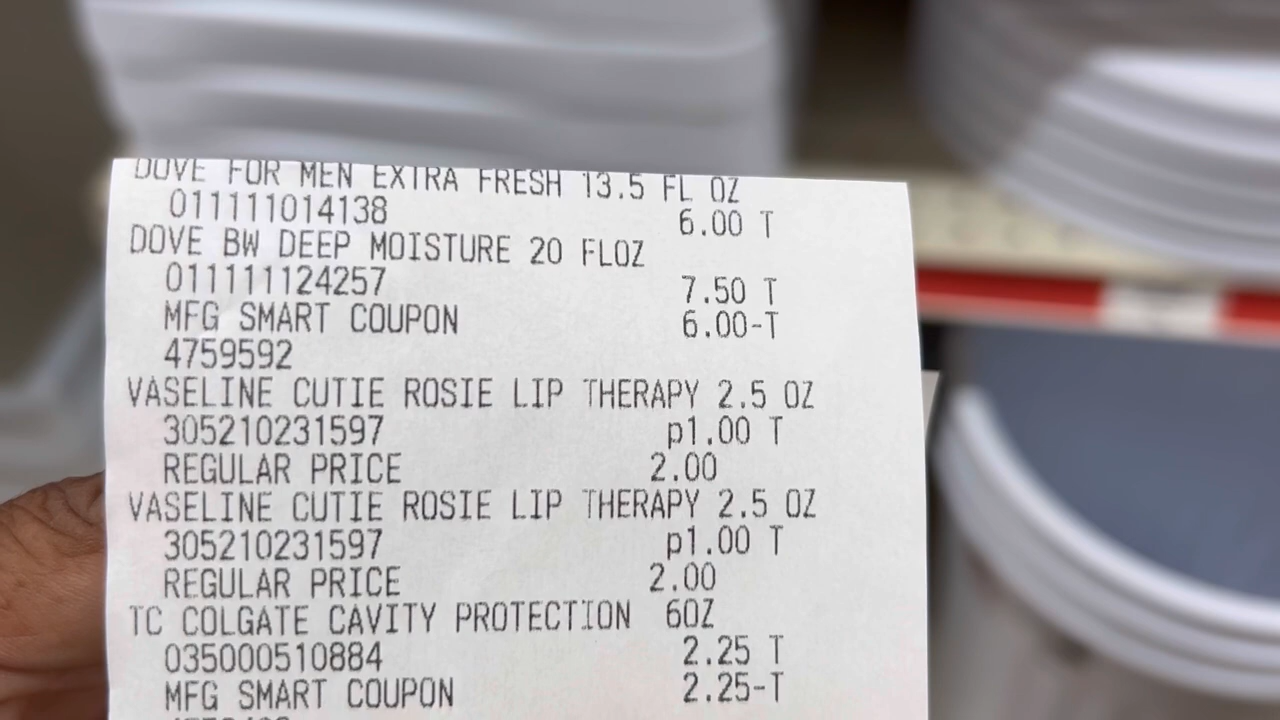 DOVE FOR MEN EXTRA FRESH 13.5 FL OZ
011111014138 6.00 T
DOVE BW DEEP MOISTURE 20 FLOZ
011111124257 7.50 T
MFG SMART COUPON 6.00-T
4759592
VASELINE CUTIE ROSIE LIP THERAPY 2.5 OZ
305210231597 p1.00 T
REGULAR PRICE 2.00
VASELINE CUTIE ROSIE LIP THERAPY 2.5 OZ
305210231597 p1.00 T
REGULAR PRICE 2.00
TC COLGATE CAVITY PROTECTION 6OZ
035000510884 2.25 T
MFG SMART COUPON 2.25-T